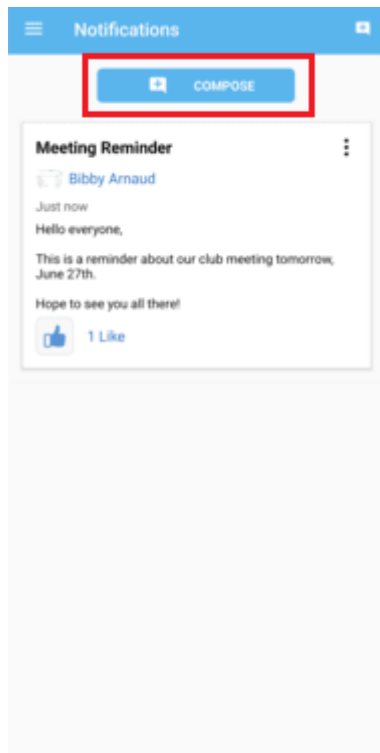 Notifications
COMPOSE
Meeting Reminder
Bibby Arnaud
Just now
Hello everyone,
This is a reminder about our club meeting tomorrow,
June 27th.
Hope to see you all there!
1 Like